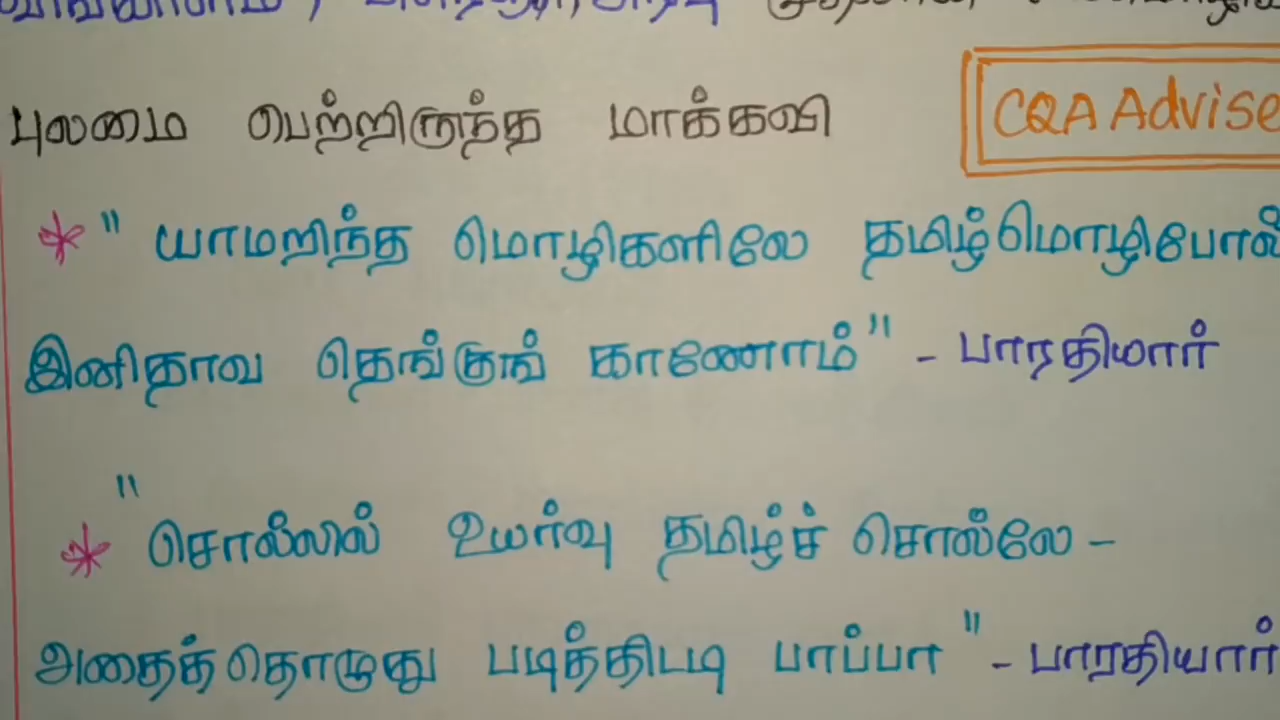 புலமை பெற்றிருந்த மாக்கவி
CQA Advise
* " யாமறிந்த மொழிகளிலே தமிழ்மொழிபோல்
இனிதாவ தெங்குங் காணோம் " - பாரதியார்
* " சொல்லில் உயர்வு தமிழ்ச் சொல்லே -
அதைத் தொழுது படித்திடடி பாப்பா " - பாரதியார்